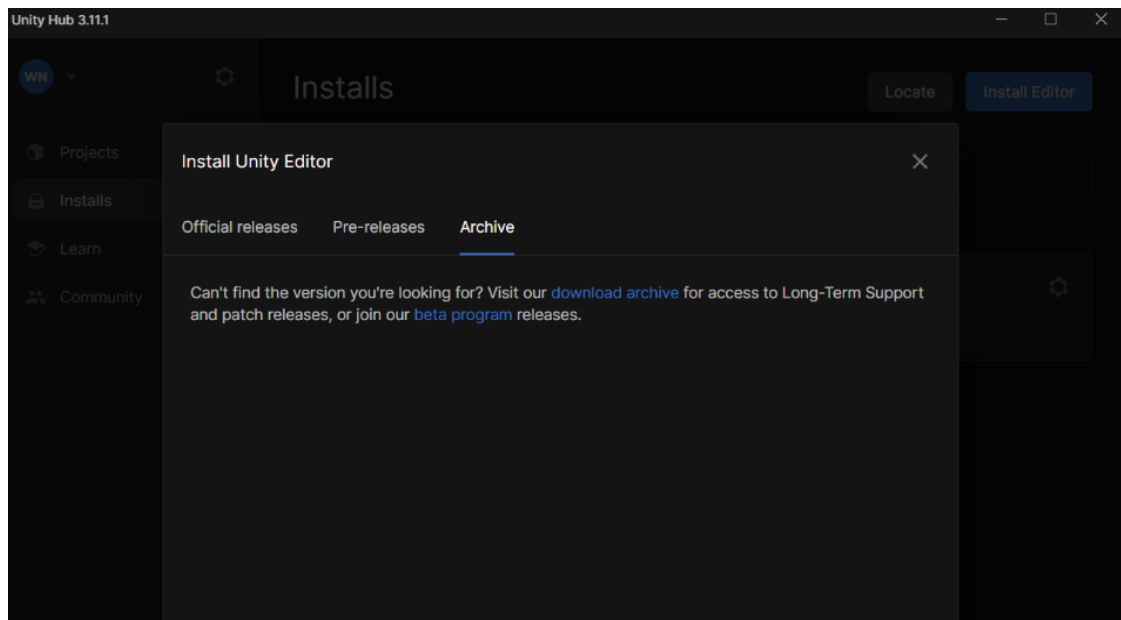 Unity Hub 3.11.1
WN
Installs
Locate
Install Editor
Projects
Installs
Learn
Community
Install Unity Editor
Official releases
Pre-releases
Archive
Can't find the version you're looking for? Visit our download archive for access to Long-Term Support
and patch releases, or join our beta program releases.